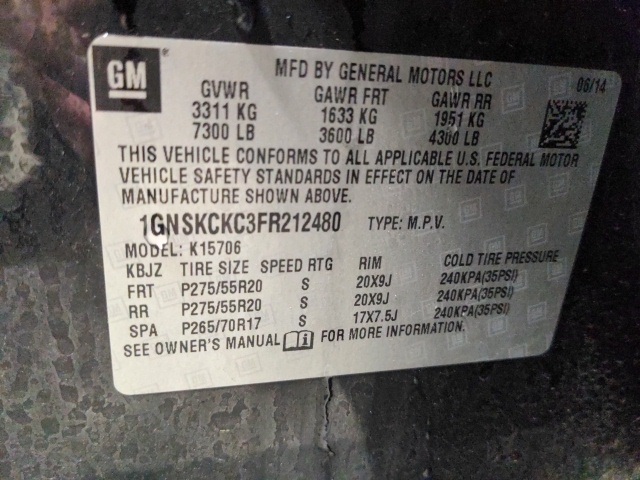 GM
MFD BY GENERAL MOTORS LLC 06/14
GVWR GAWR FRT GAWR RR
3311 KG 1633 KG 1951 KG
7300 LB 3600 LB 4300 LB
THIS VEHICLE CONFORMS TO ALL APPLICABLE U.S. FEDERAL MOTOR
VEHICLE SAFETY STANDARDS IN EFFECT ON THE DATE OF
MANUFACTURE SHOWN ABOVE.
1GNSKCKC3FR212480 TYPE: M.P.V.
MODEL: K15706
KBJZ TIRE SIZE SPEED RTG RIM COLD TIRE PRESSURE
FRT P275/55R20 S 20X9J 240KPA(35PSI)
RR P275/55R20 S 20X9J 240KPA(35PSI)
SPA P265/70R17 S 17X7.5J 240KPA(35PSI)
SEE OWNER'S MANUAL FOR MORE INFORMATION.